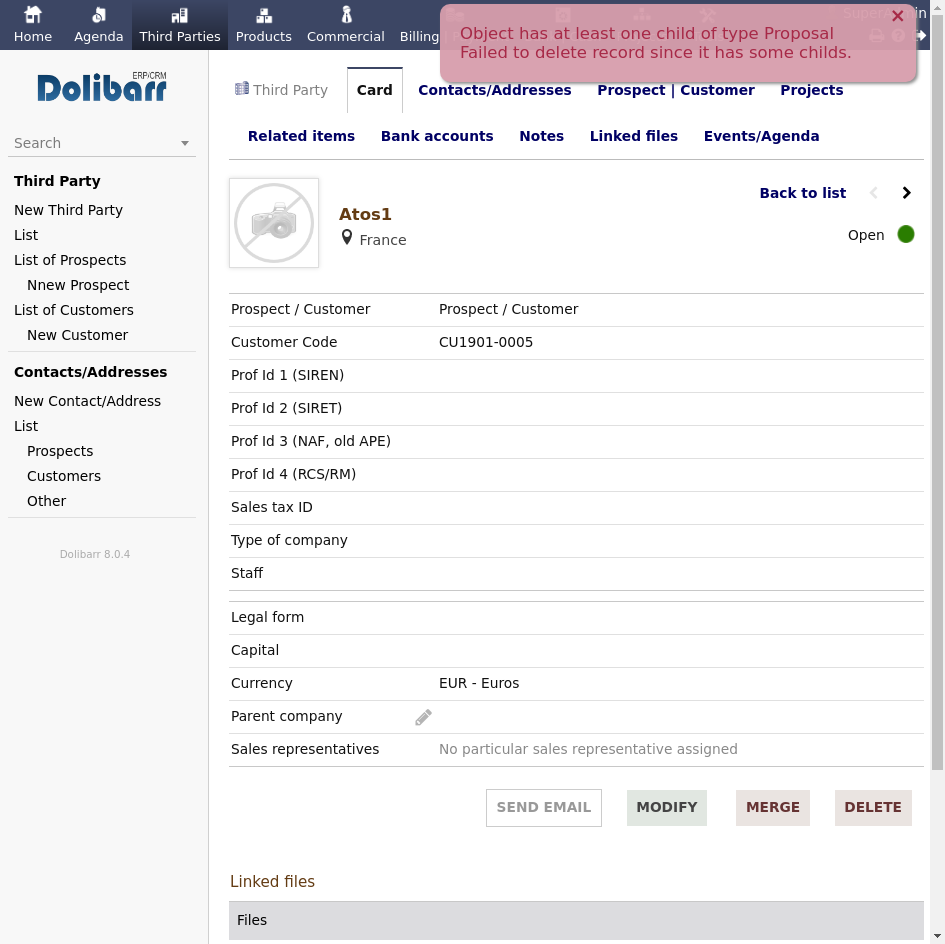 Home
Agenda
Third Parties
Products
Commercial
Billing
Object has at least one child of type Proposal
Failed to delete record since it has some childs.
ERP/CRM
Dolibarr
Search
Third Party
New Third Party
List
List of Prospects
Nnew Prospect
List of Customers
New Customer
Contacts/Addresses
New Contact/Address
List
Prospects
Customers
Other
Dolibarr 8.0.4
Third Party
Card
Contacts/Addresses
Prospect | Customer
Projects
Related items
Bank accounts
Notes
Linked files
Events/Agenda
Back to list
Atos1
France
Open
Prospect / Customer Prospect / Customer
Customer Code CU1901-0005
Prof Id 1 (SIREN)
Prof Id 2 (SIRET)
Prof Id 3 (NAF, old APE)
Prof Id 4 (RCS/RM)
Sales tax ID
Type of company
Staff
Legal form
Capital
Currency EUR - Euros
Parent company
Sales representatives No particular sales representative assigned
SEND EMAIL
MODIFY
MERGE
DELETE
Linked files
Files